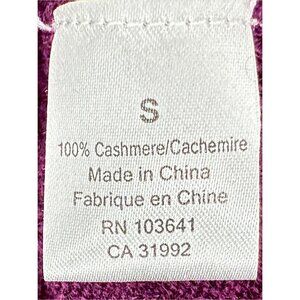 S
100% Cashmere/Cachemire
Made in China
Fabrique en Chine
RN 103641
CA 31992